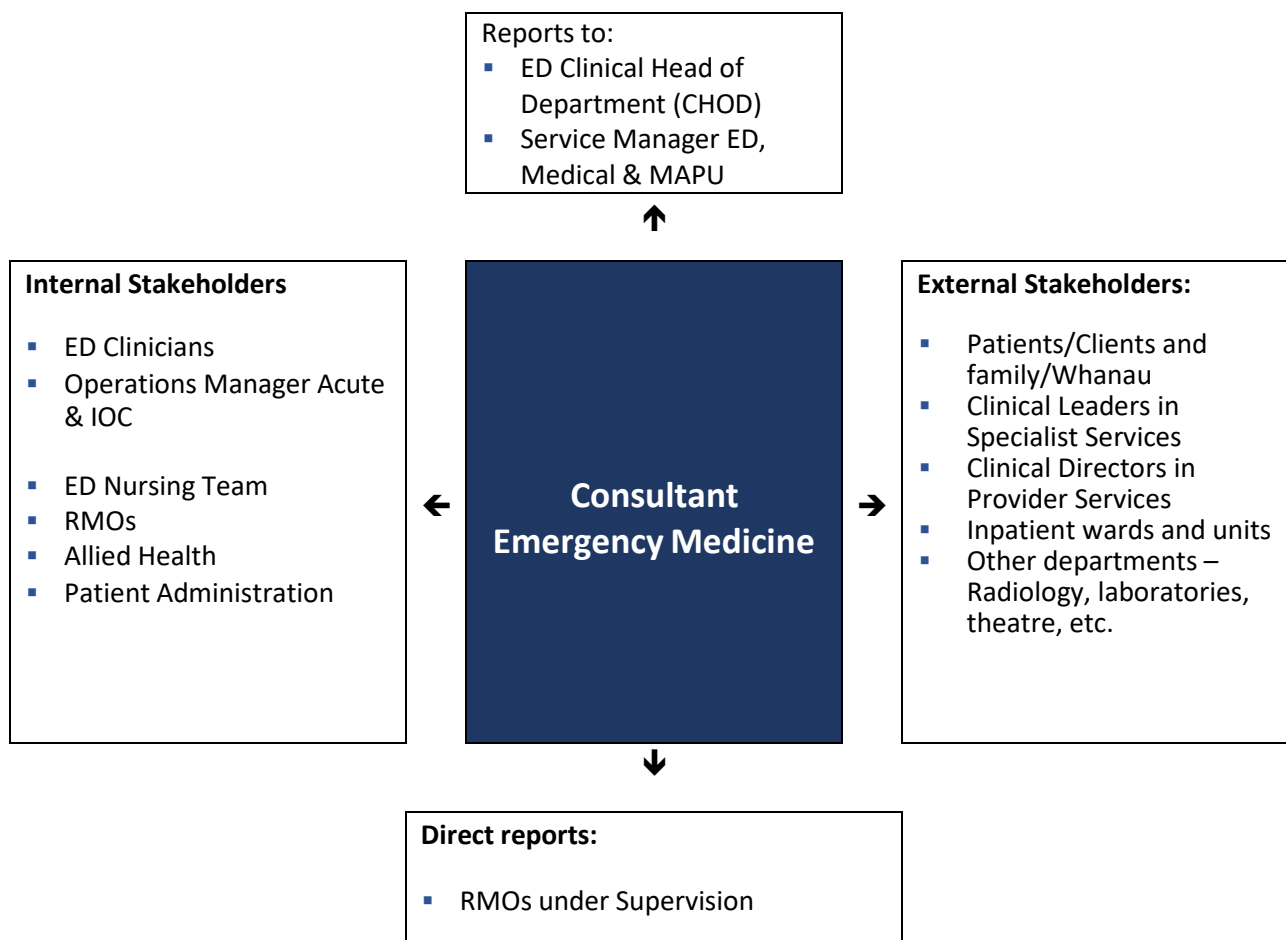 Reports to:
▪ ED Clinical Head of
Department (CHOD)
▪ Service Manager ED,
Medical & MAPU
Internal Stakeholders
▪ ED Clinicians
▪ Operations Manager Acute
& IOC
▪ ED Nursing Team
▪ RMOs
▪ Allied Health
▪ Patient Administration
Consultant
Emergency Medicine
External Stakeholders:
▪ Patients/Clients and
family/Whanau
▪ Clinical Leaders in
Specialist Services
▪ Clinical Directors in
Provider Services
▪ Inpatient wards and units
▪ Other departments –
Radiology, laboratories,
theatre, etc.
Direct reports:
▪ RMOs under Supervision